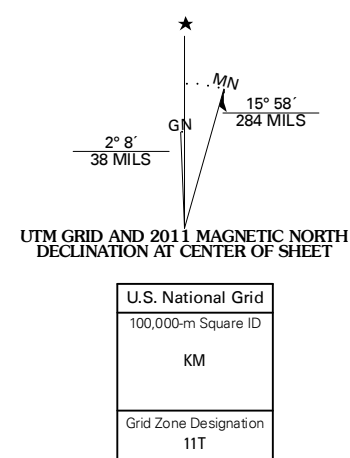 ★
MN
15° 58´
284 MILS
GN
2° 8´
38 MILS
UTM GRID AND 2011 MAGNETIC NORTH
DECLINATION AT CENTER OF SHEET
U.S. National Grid
100,000-m Square ID
KM
Grid Zone Designation
11T